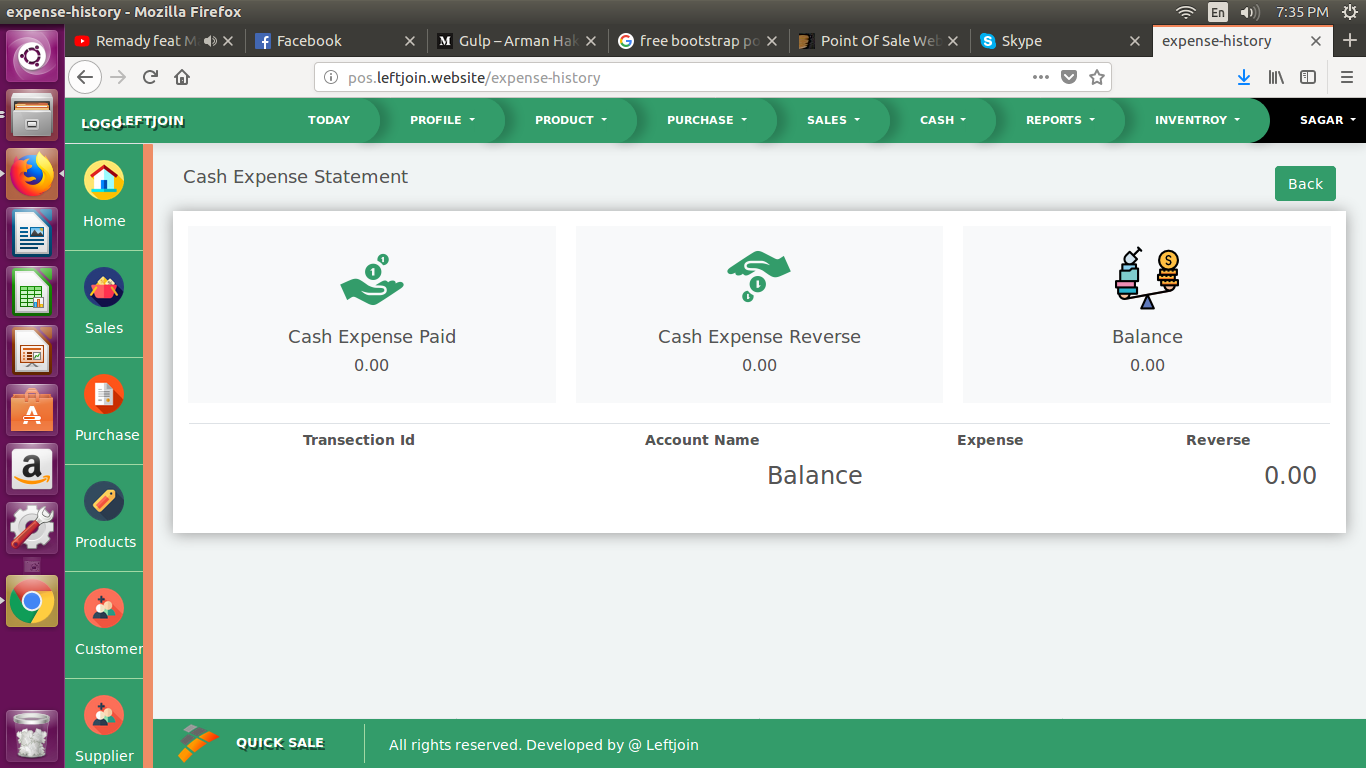 expense-history - Mozilla Firefox
En
7:35 PM
Remady feat M
Facebook
Gulp – Arman Hak
free bootstrap po
Point Of Sale Web
Skype
expense-history
pos.leftjoin.website/expense-history
LOGO LEFTJOIN
TODAY
PROFILE
PRODUCT
PURCHASE
SALES
CASH
REPORTS
INVENTROY
SAGAR
Home
Sales
Purchase
Products
Customer
Supplier
Cash Expense Statement
Back
Cash Expense Paid
0.00
Cash Expense Reverse
0.00
Balance
0.00
Transection Id Account Name Expense Reverse
Balance 0.00
QUICK SALE
All rights reserved. Developed by @ Leftjoin